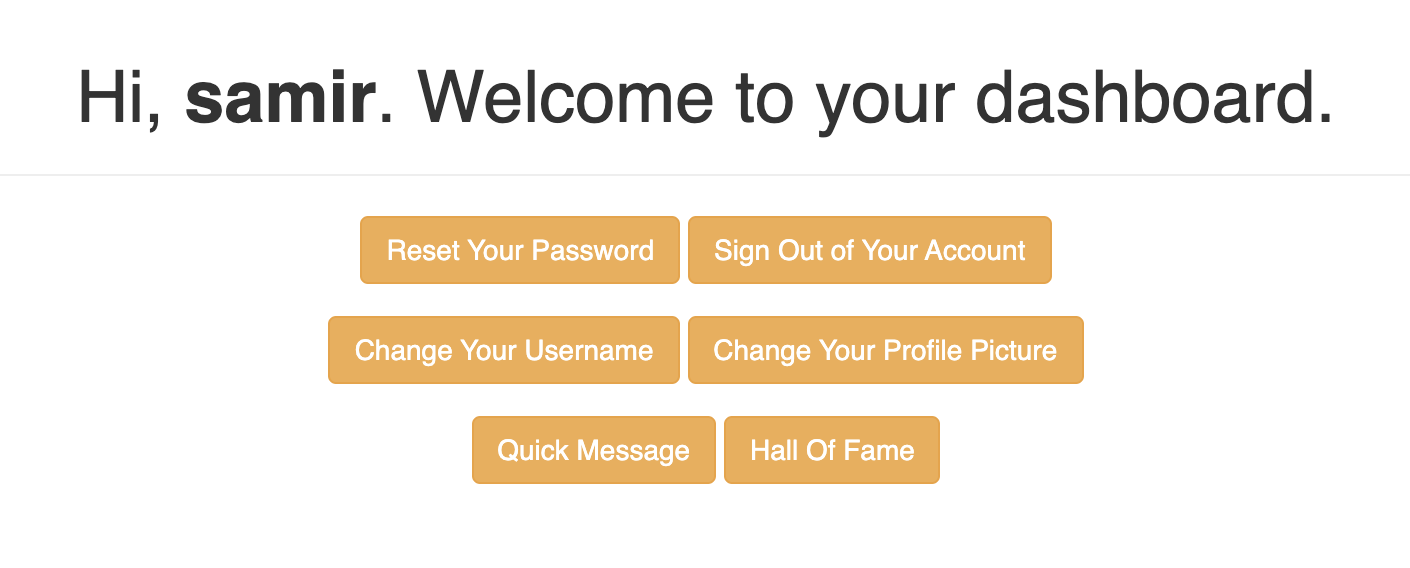 Hi, samir. Welcome to your dashboard.
Reset Your Password Sign Out of Your Account
Change Your Username Change Your Profile Picture
Quick Message Hall Of Fame